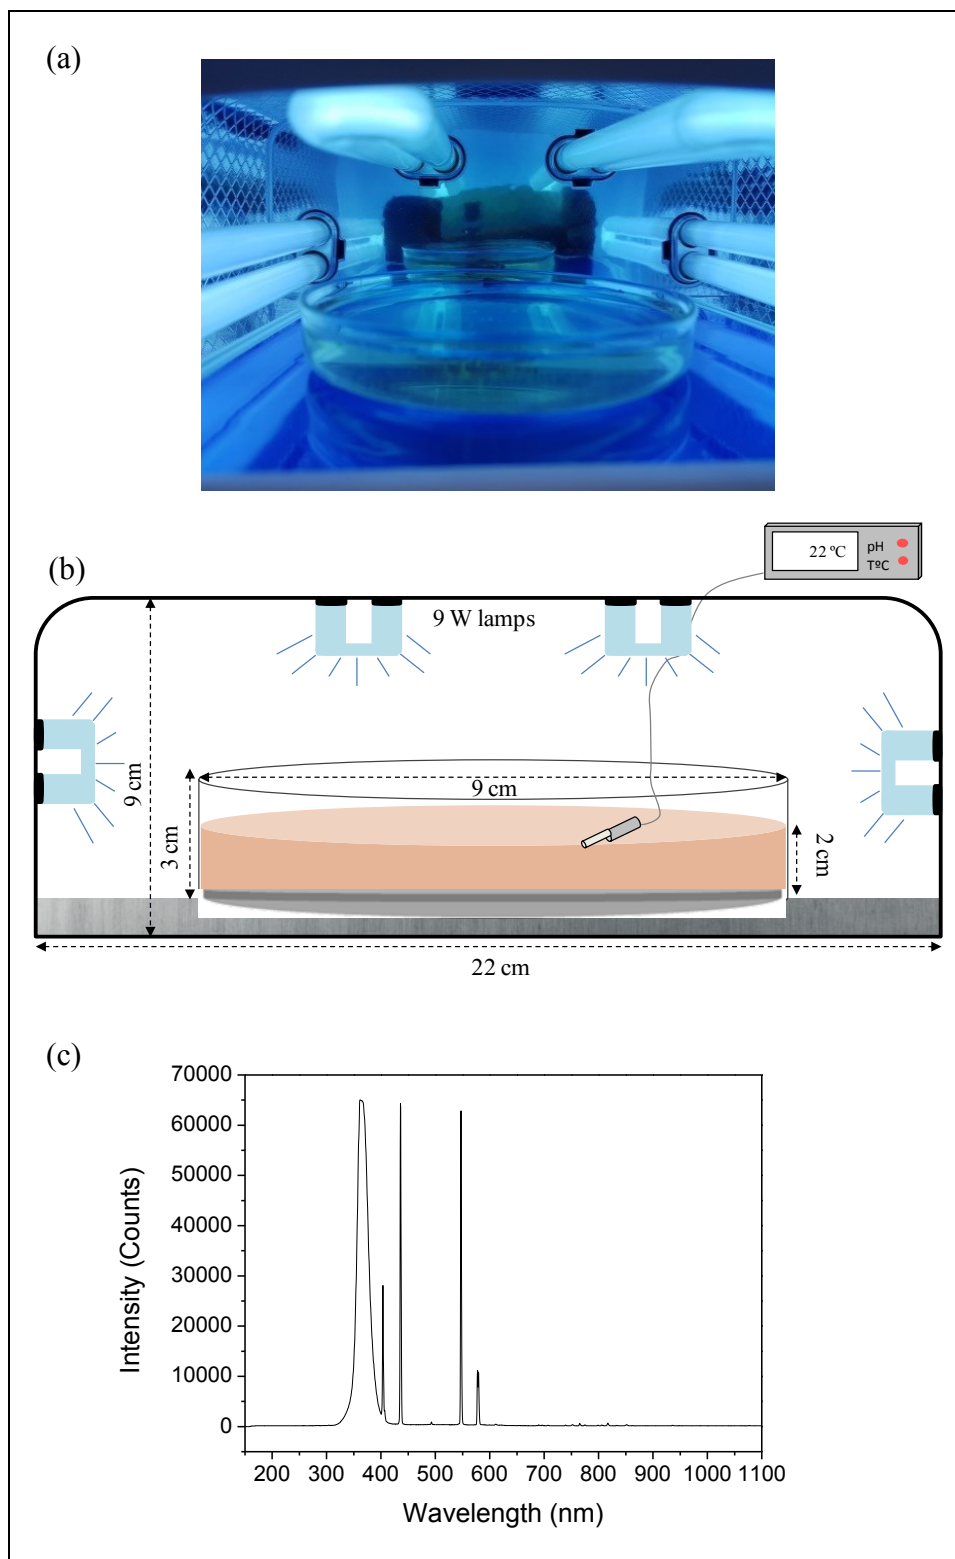 (a)
(b)
22 ºC
pH
TºC
9 W lamps
9 cm
9 cm
3 cm
2 cm
22 cm
(c)
70000
60000
50000
40000
30000
20000
10000
0
Intensity (Counts)
200 300 400 500 600 700 800 900 1000 1100
Wavelength (nm)